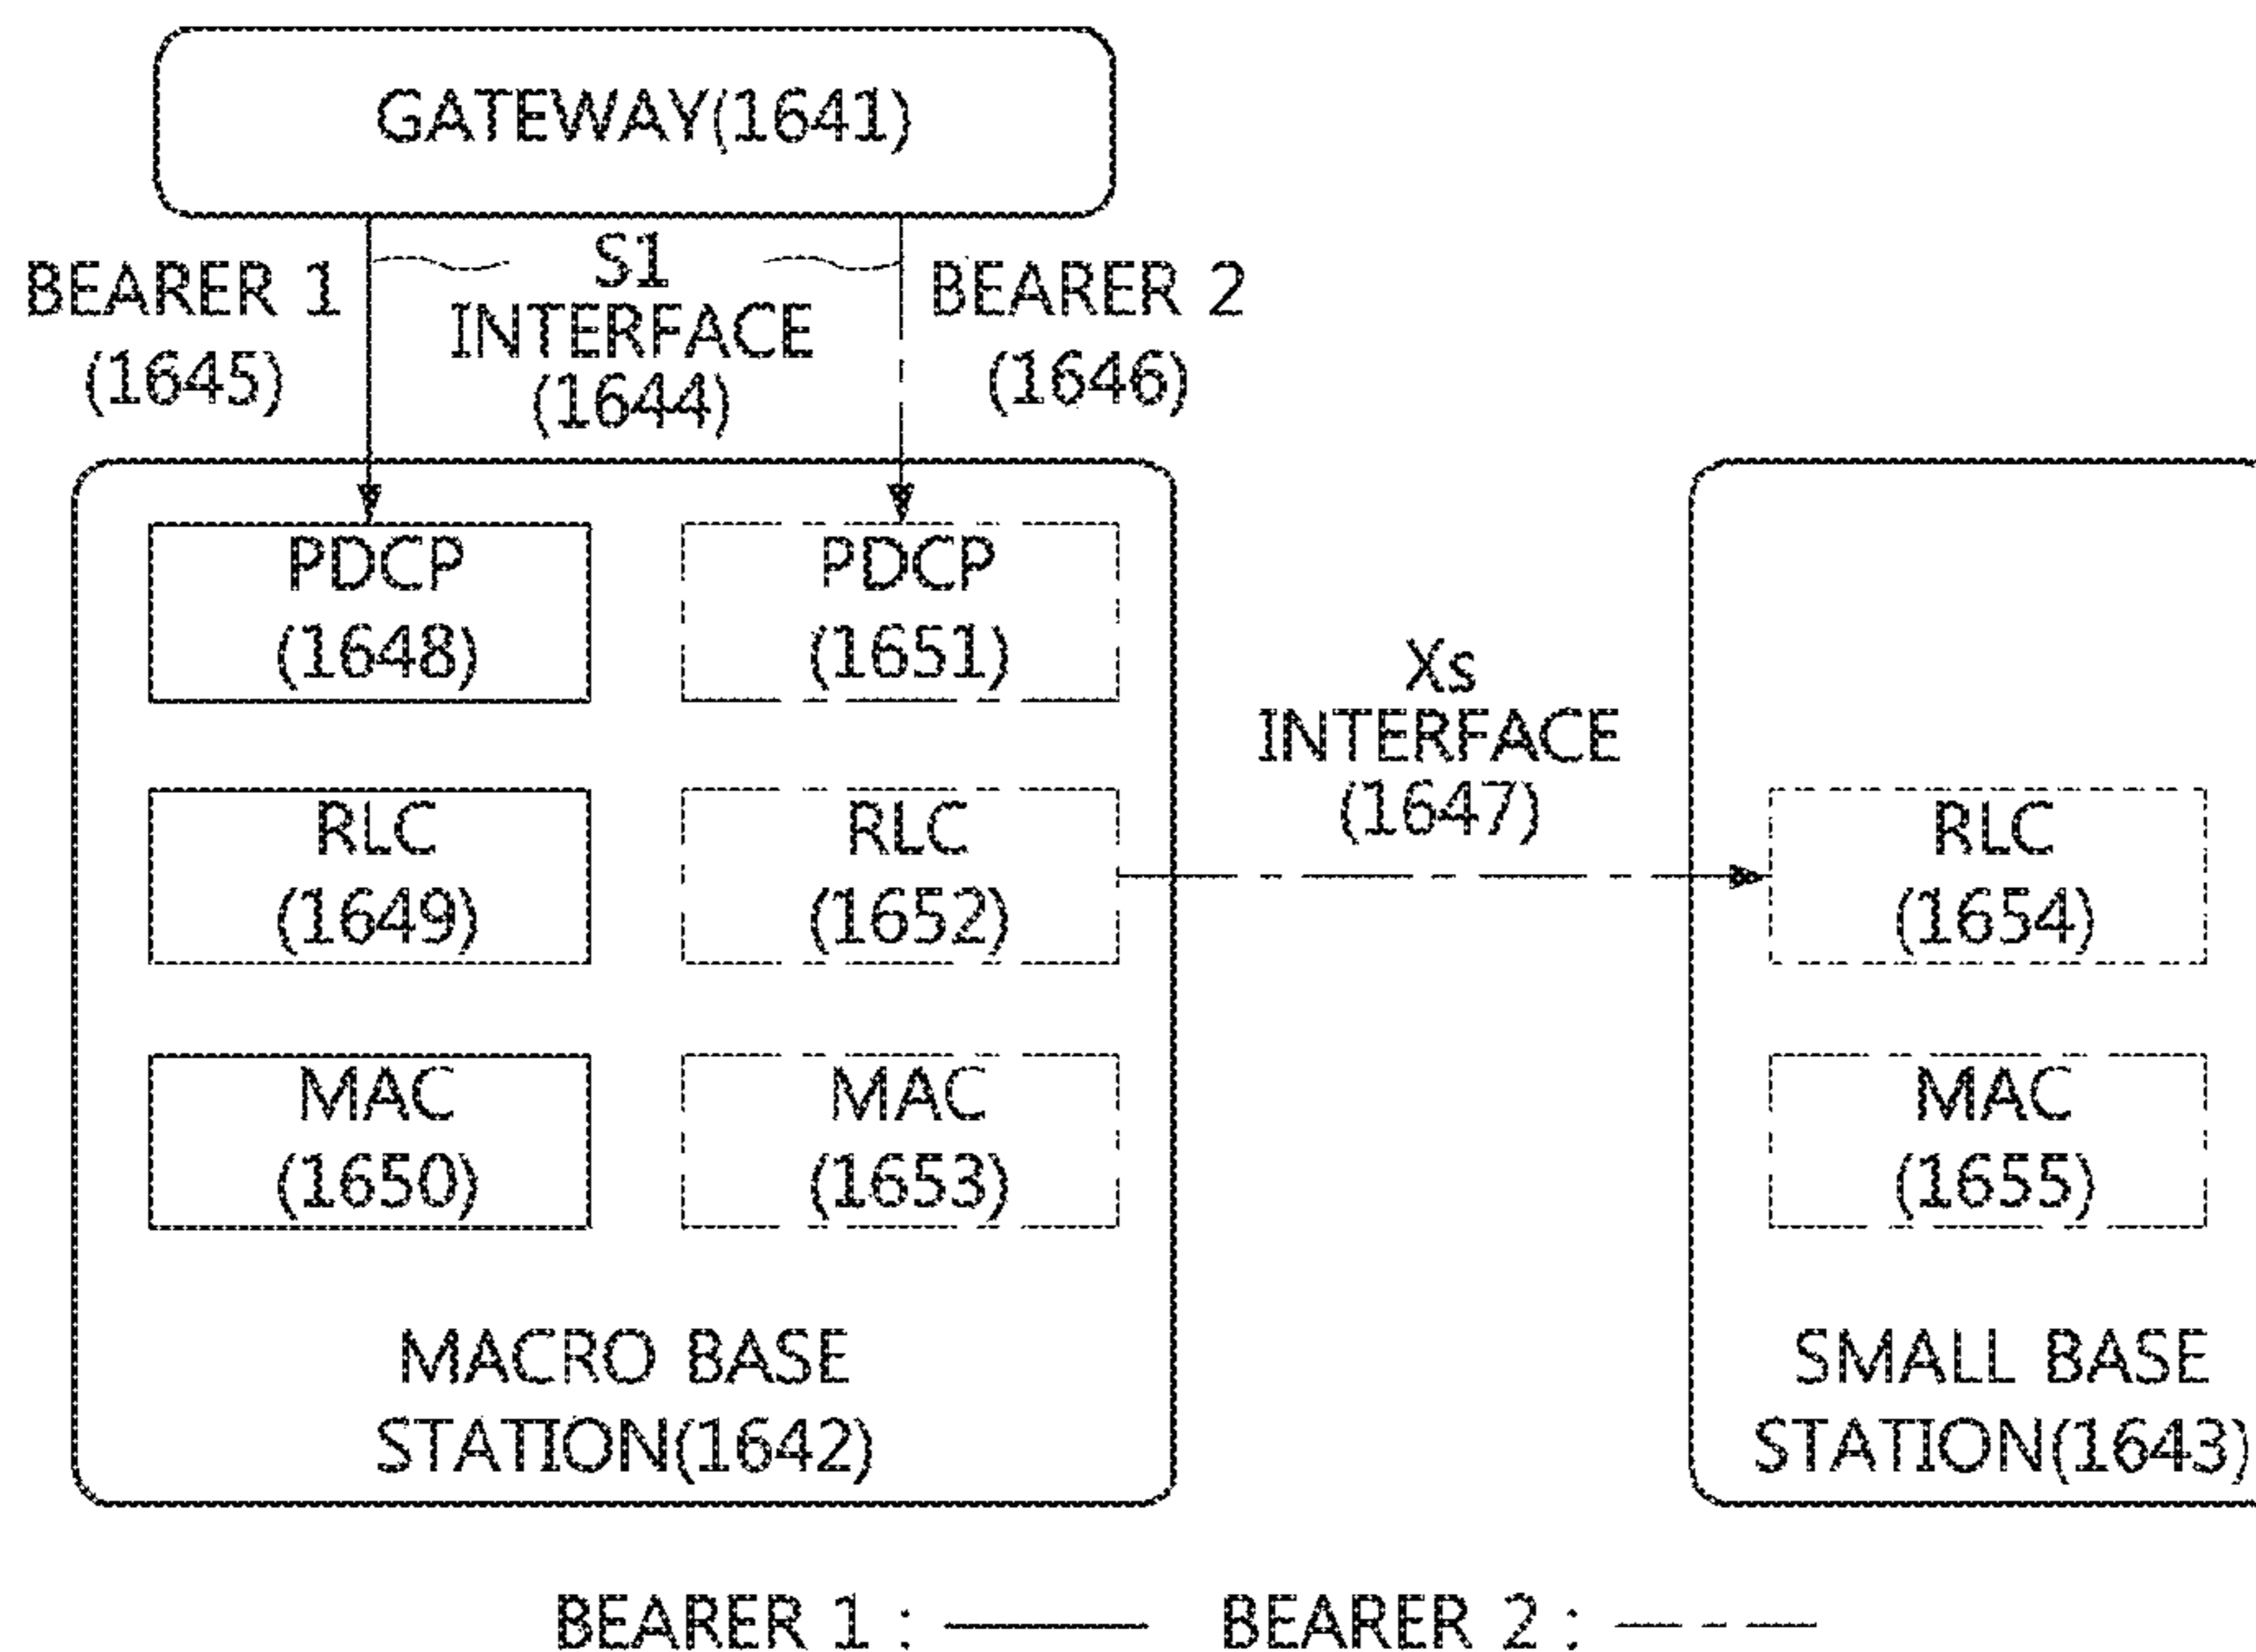 GATEWAY(1641)
BEARER 1
(1645)
S1
INTERFACE
(1644)
BEARER 2
(1646)
PDCP
(1648)
PDCP
(1651)
RLC
(1649)
RLC
(1652)
MAC
(1650)
MAC
(1653)
MACRO BASE
STATION(1642)
Xs
INTERFACE
(1647)
RLC
(1654)
MAC
(1655)
SMALL BASE
STATION(1643)
BEARER 1 : BEARER 2 :